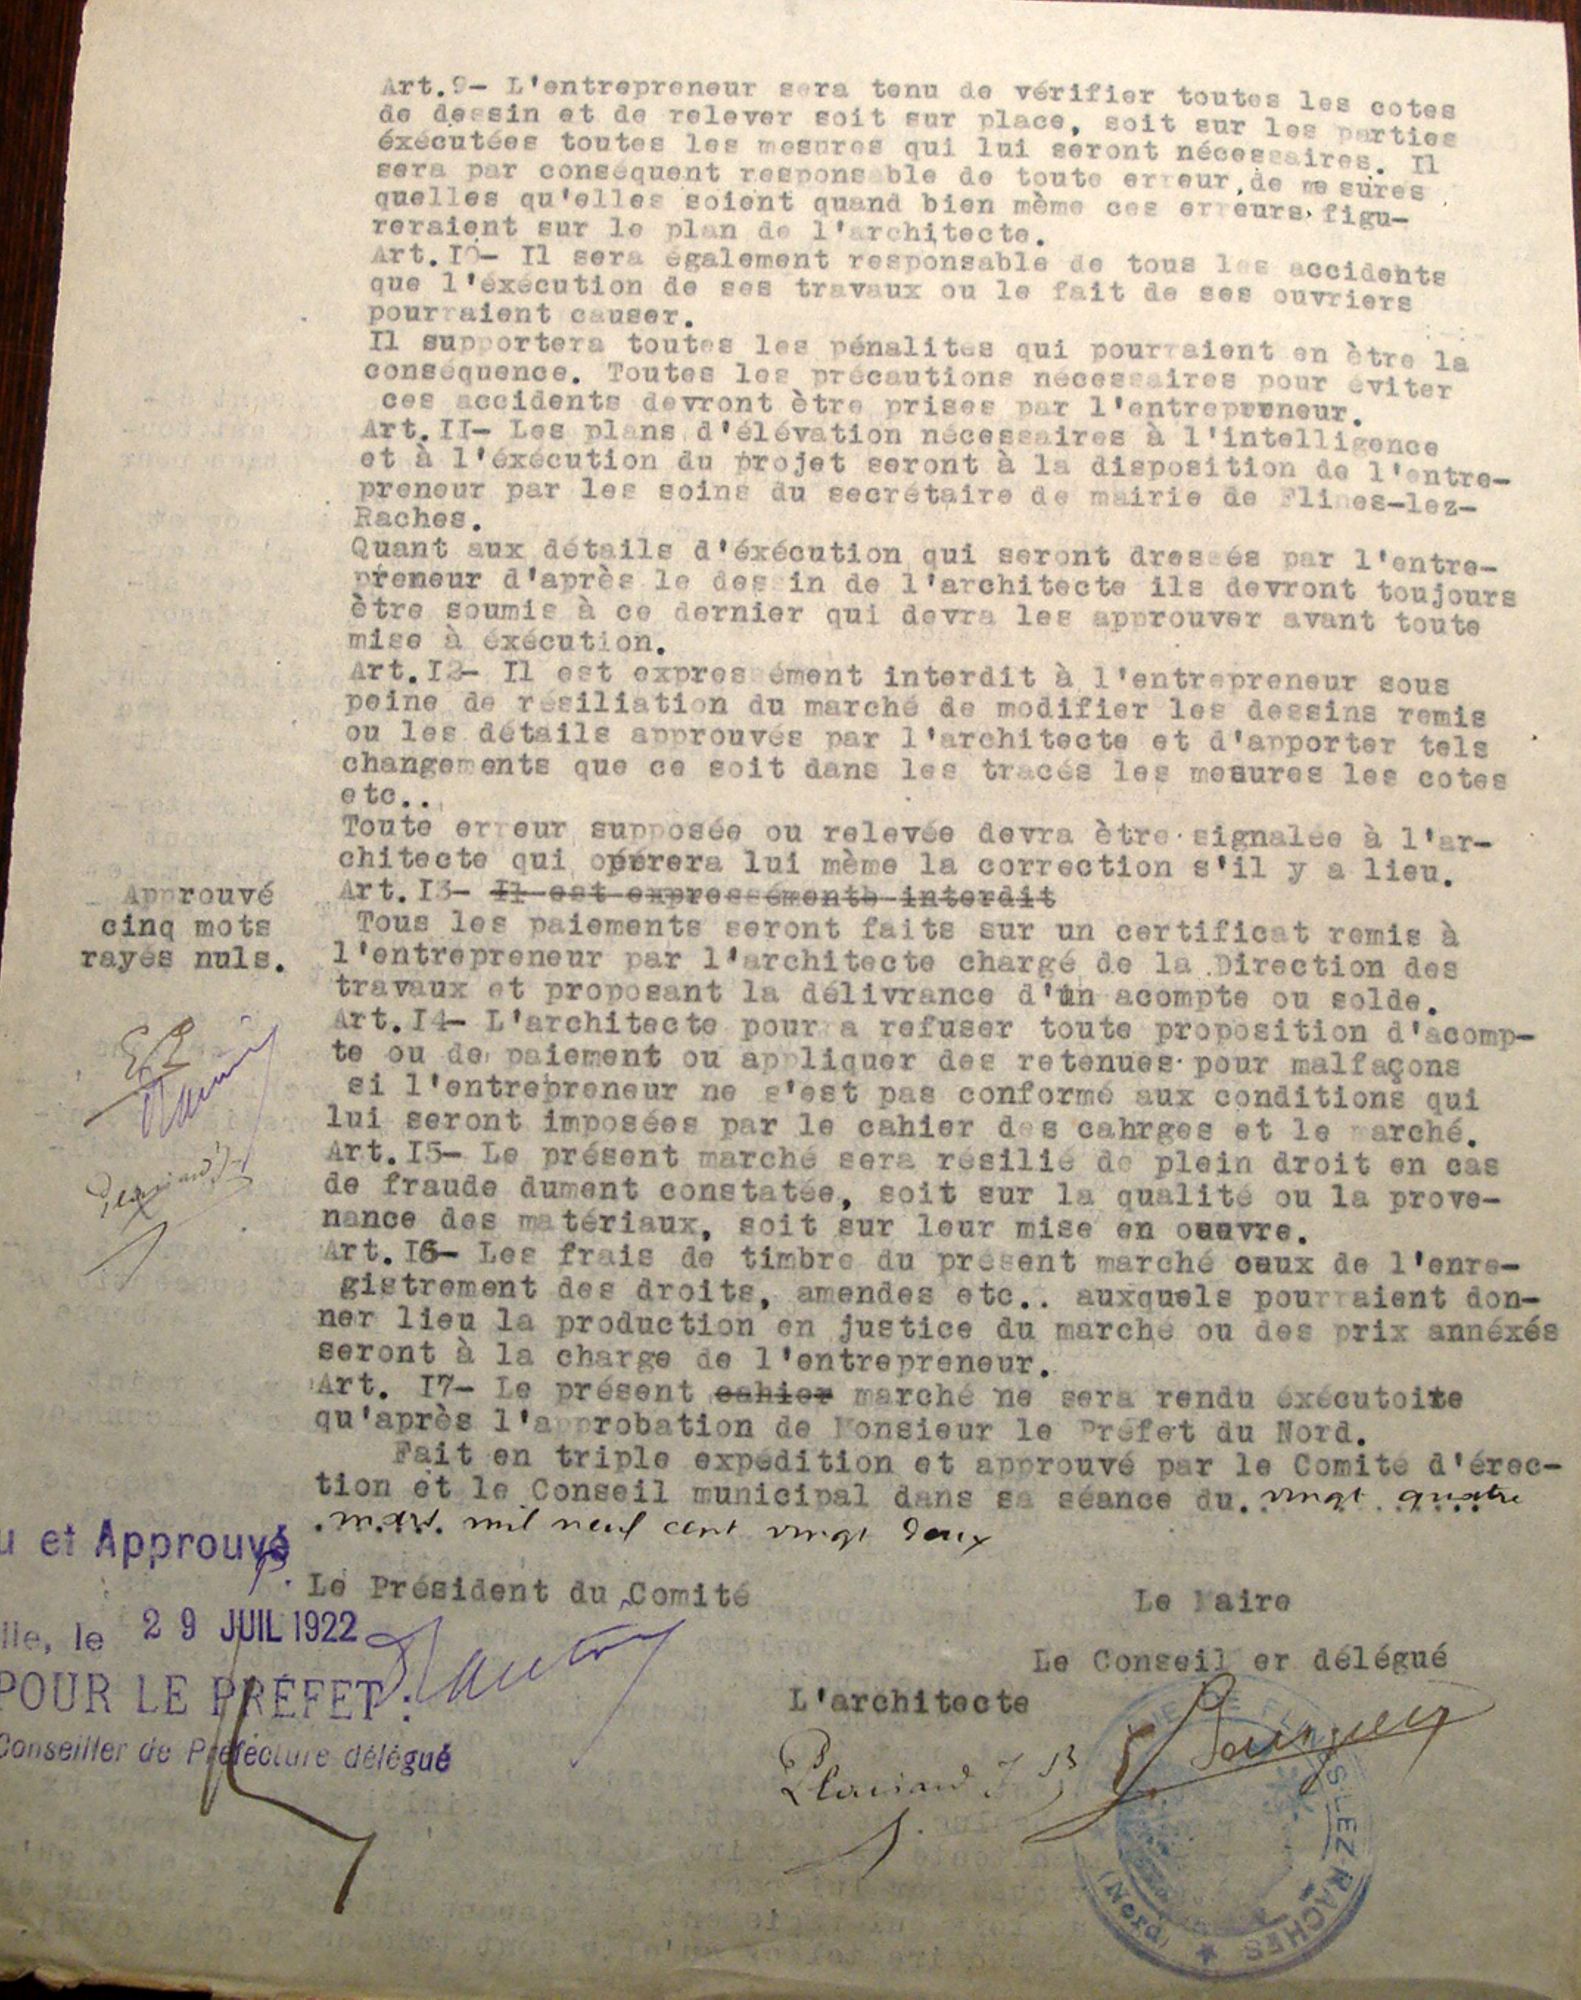 Art.9- L'entrepreneur sera tenu de vérifier toutes les cotes
de dessin et de relever soit sur place, soit sur les parties
éxécutées toutes les mesures qui lui seront nécessaires. Il
sera par conséquent responsable de toute erreur de mesures
quelles qu'elles soient quand bien mème ces erreurs figu-
reraient sur le plan de l'architecte.
Art.I0- Il sera également responsable de tous les accidents
que l'éxécution de ses travaux ou le fait de ses ouvriers
pourraient causer.
Il supportera toutes les pénalités qui pourraient en ètre la
conséquence. Toutes les précautions nécessaires pour éviter
ces accidents devront ètre prises par l'entrepreneur.
Art.II- Les plans d'élévation nécessaires à l'intelligence
et à l'éxécution du projet seront à la disposition de l'entre-
preneur par les soins du secrétaire de mairie de Flines-lez-
Raches.
Quant aux détails d'éxécution qui seront dressés par l'entre-
preneur d'après le dessin de l'architecte ils devront toujours
ètre soumis à ce dernier qui devra les approuver avant toute
mise à éxécution.
Art.I2- Il est expressément interdit à l'entrepreneur sous
peine de résiliation du marché de modifier les dessins remis
ou les détails approuvés par l'architecte et d'apporter tels
changements que ce soit dans les tracés les mesures les cotes
etc..
Toute erreur supposée ou relevée devra ètre signalée à l'ar-
chitecte qui opérera lui mème la correction s'il y a lieu.
Approuvé
cinq mots
rayés nuls.
Art.I3- Il est expressémentb interdit
Tous les paiements seront faits sur un certificat remis à
l'entrepreneur par l'architecte chargé de la Direction des
travaux et proposant la délivrance d'un acompte ou solde.
Art.I4- L'architecte pourra refuser toute proposition d'acomp-
te ou de paiement ou appliquer des retenues pour malfaçons
si l'entrepreneur ne s'est pas conformé aux conditions qui
lui seront imposées par le cahier des cahrges et le marché.
Art.I5- Le présent marché sera résilié de plein droit en cas
de fraude dument constatée, soit sur la qualité ou la prove-
nance des matériaux, soit sur leur mise en oeuvre.
Art.I6- Les frais de timbre du présent marché ceux de l'enre-
gistrement des droits, amendes etc.. auxquels pourraient don-
ner lieu la production en justice du marché ou des prix annéxés
seront à la charge de l'entrepreneur.
Art. I7- Le présent cahier marché ne sera rendu éxécutoire
qu'après l'approbation de Monsieur le Préfet du Nord.
Fait en triple expédition et approuvé par le Comité d'érec-
tion et le Conseil municipal dans sa séance du. vingt quatre
mars mil neuf cent vingt deux
u et Approuvé
Le Président du Comité
Le Maire
lle, le 29 JUIL 1922
Le Conseiller délégué
POUR LE PRÉFET :
L'architecte
Conseiller de Préfecture délégué
S-LEZ-RACHES
(Nord)